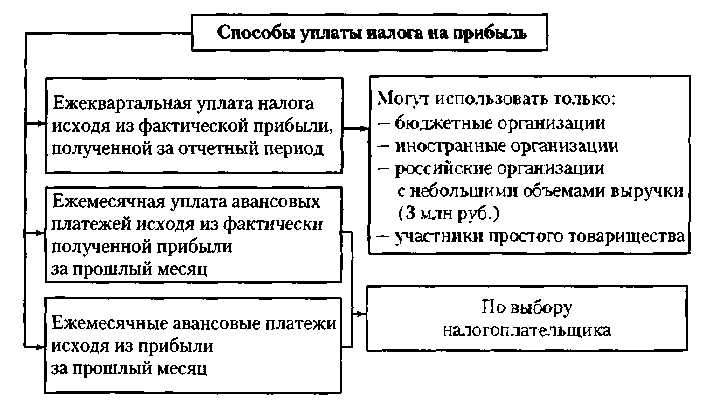 Способы уплаты налога на прибыль
Ежеквартальная уплата налога
исходя из фактической прибыли,
полученной за отчетный период
Могут использовать только:
– бюджетные организации
– иностранные организации
– российские организации
с небольшими объемами выручки
(3 млн руб.)
– участники простого товарищества
Ежемесячная уплата авансовых
платежей исходя из фактически
полученной прибыли
за прошлый месяц
Ежемесячные авансовые платежи
исходя из прибыли
за прошлый месяц
По выбору
налогоплательщика